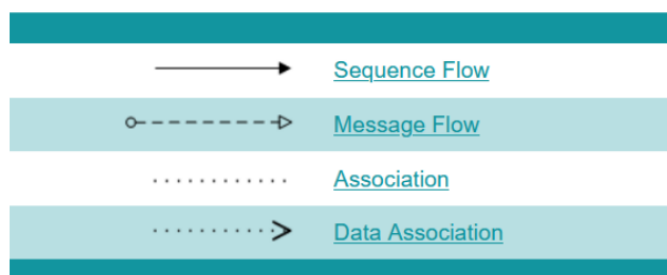 Sequence Flow
Message Flow
Association
Data Association